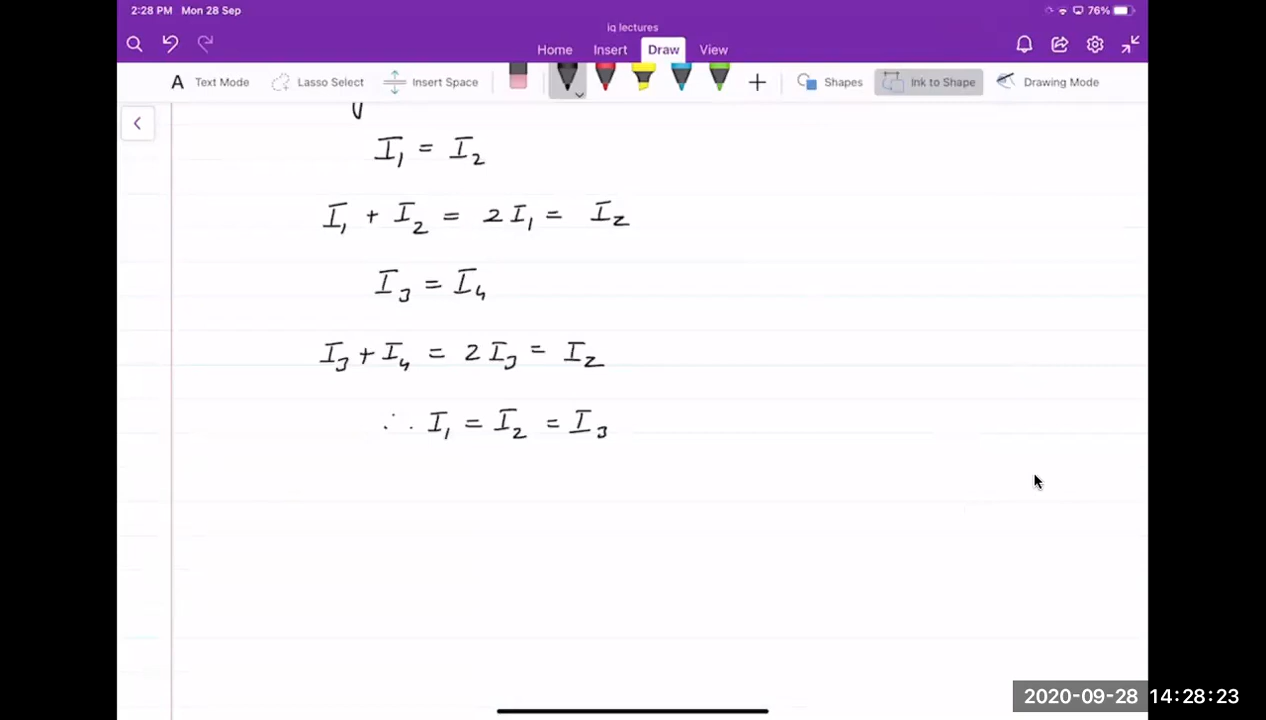 2:28 PM Mon 28 Sep
76%
iq lectures
Home Insert Draw View
Text Mode Lasso Select Insert Space Shapes Ink to Shape Drawing Mode
I₁ = I₂
I₁ + I₂ = 2I₁ = I_z
I₃ = I₄
I₃ + I₄ = 2I₃ = I_z
∴ I₁ = I₂ = I₃
2020-09-28 14:28:23